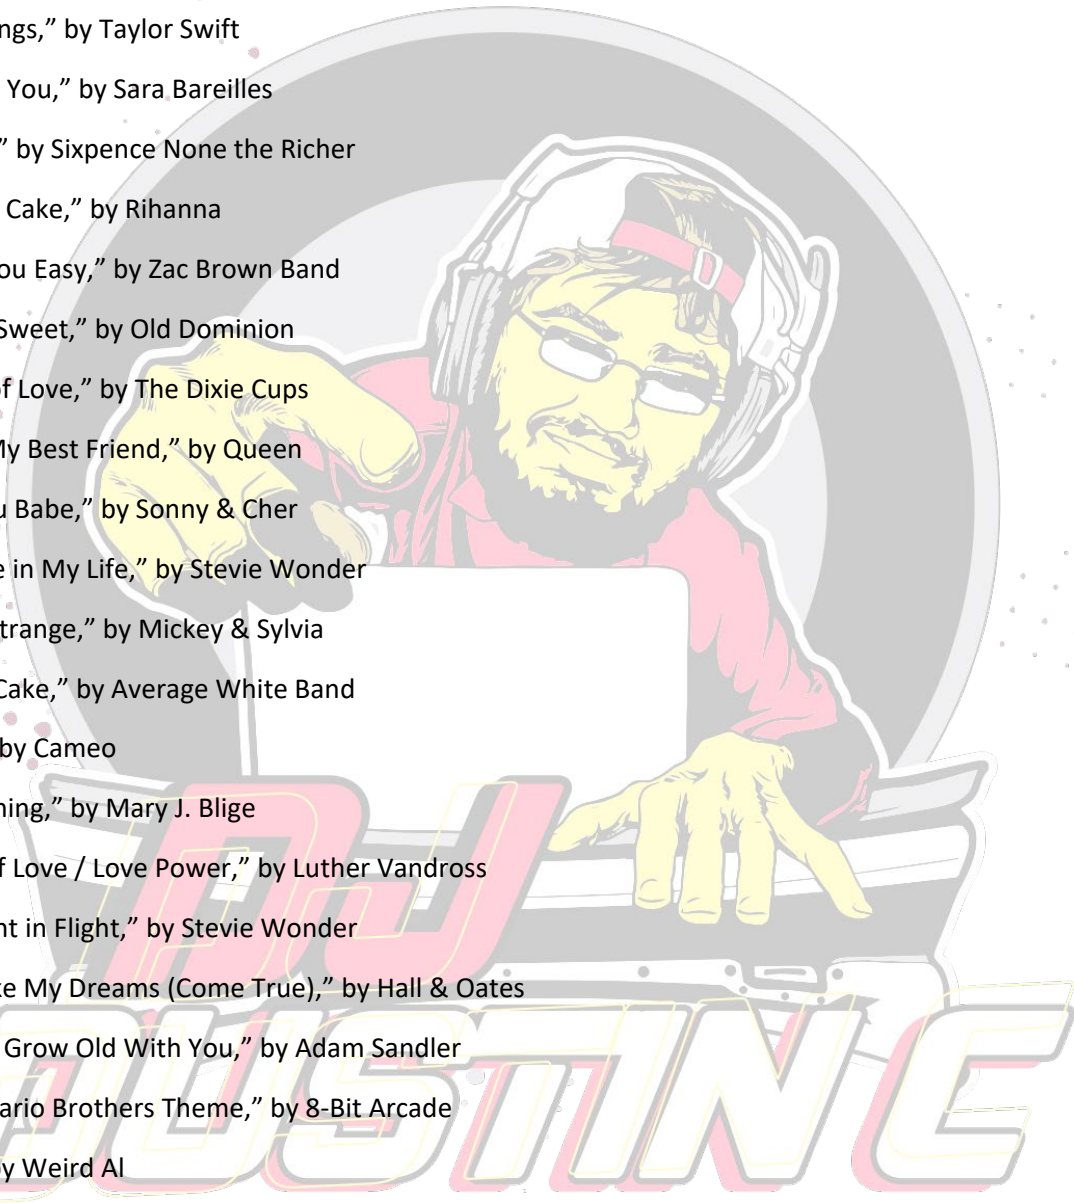 ngs,” by Taylor Swift
You,” by Sara Bareilles
” by Sixpence None the Richer
Cake,” by Rihanna
ou Easy,” by Zac Brown Band
Sweet,” by Old Dominion
of Love,” by The Dixie Cups
My Best Friend,” by Queen
u Babe,” by Sonny & Cher
e in My Life,” by Stevie Wonder
trange,” by Mickey & Sylvia
Cake,” by Average White Band
by Cameo
ning,” by Mary J. Blige
f Love / Love Power,” by Luther Vandross
nt in Flight,” by Stevie Wonder
ke My Dreams (Come True),” by Hall & Oates
Grow Old With You,” by Adam Sandler
ario Brothers Theme,” by 8-Bit Arcade
by Weird Al
DJ
DUSTIN C